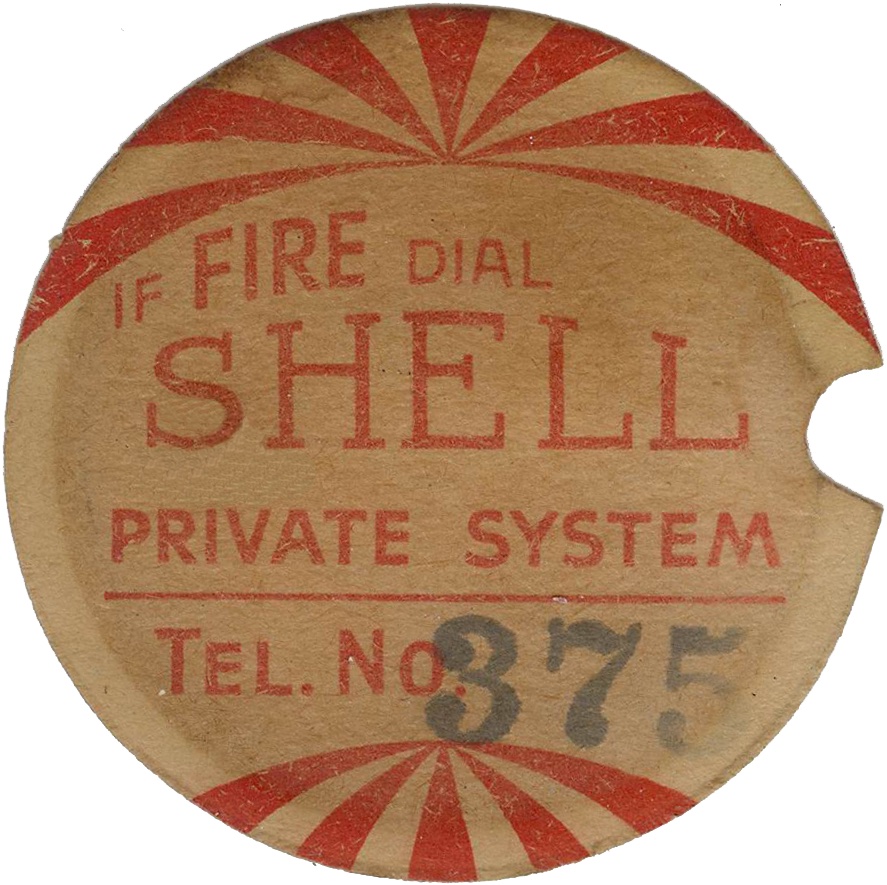 IF FIRE DIAL
SHELL
PRIVATE SYSTEM
TEL. NO. 375